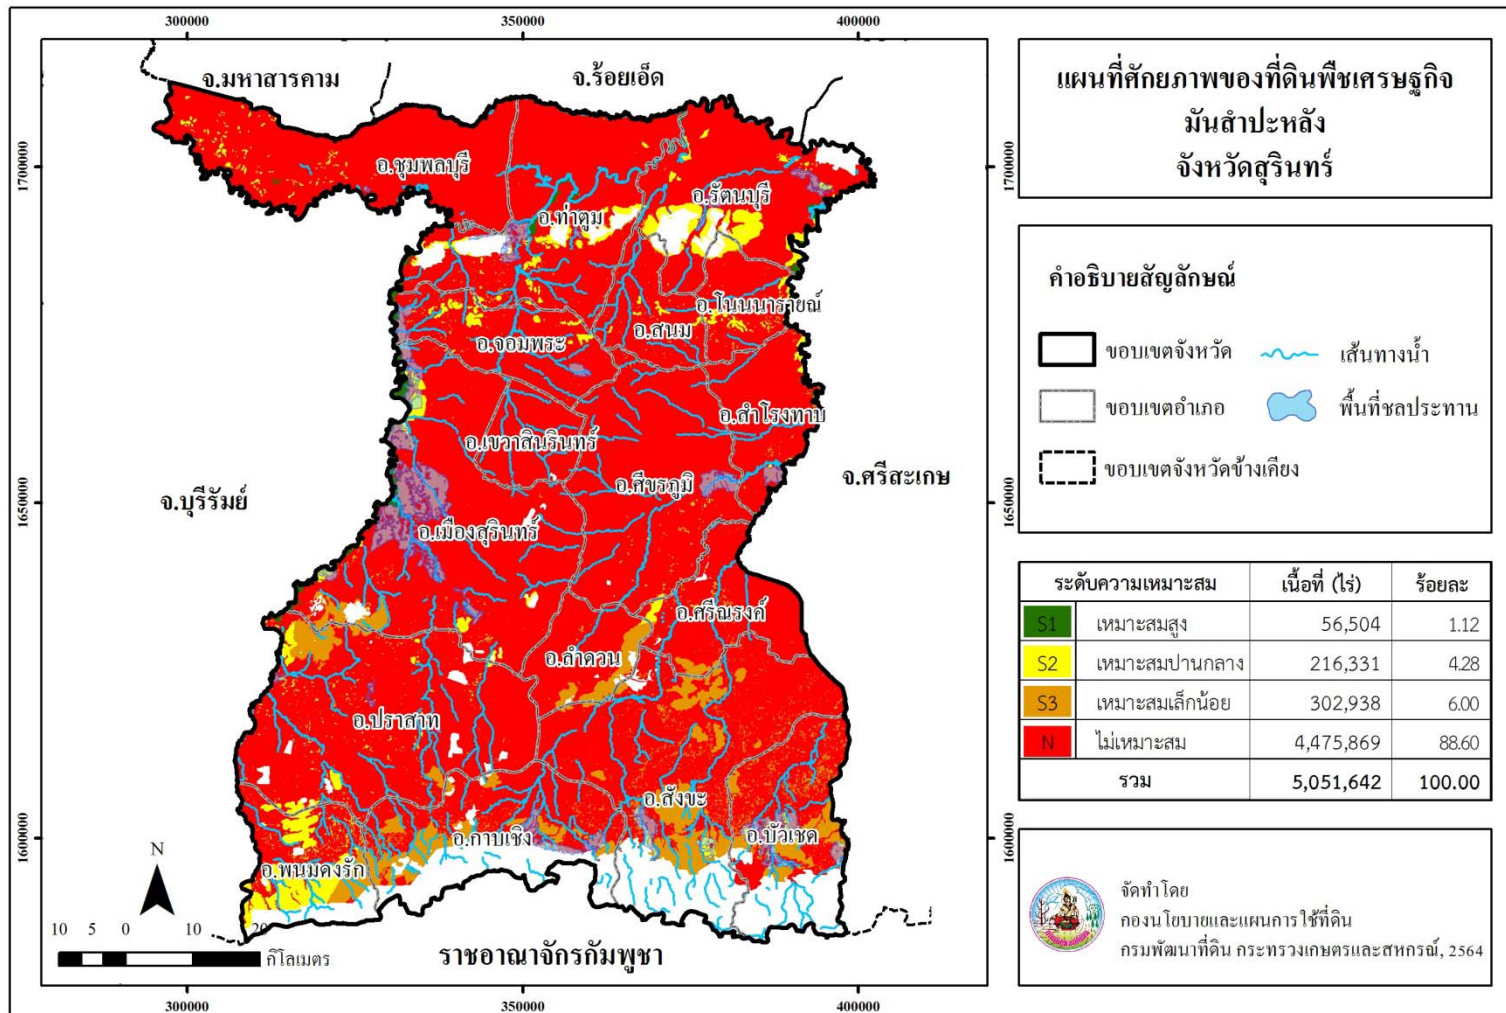 300000
350000
400000
แผนที่ศักยภาพของที่ดินพืชเศรษฐกิจ
มันสำปะหลัง
จังหวัดสุรินทร์
จ.มหาสารคาม
จ.ร้อยเอ็ด
1700000
1700000
อ.ชุมพลบุรี
อ.รัตนบุรี
อ.ท่าตูม
อ.โนนนารายณ์
อ.สนม
อ.จอมพระ
อ.สำโรงทาบ
อ.เขวาสินรินทร์
จ.ศรีสะเกษ
อ.ศีขรภูมิ
จ.บุรีรัมย์
1650000
1650000
อ.เมืองสุรินทร์
อ.ศรีณรงค์
อ.ลำดวน
อ.ปราสาท
อ.สังขะ
อ.กาบเชิง
อ.บัวเชด
1600000
1600000
อ.พนมดงรัก
N
10 5 0 10 20
กิโลเมตร
ราชอาณาจักรกัมพูชา
300000
350000
400000
คำอธิบายสัญลักษณ์
ขอบเขตจังหวัด เส้นทางน้ำ
ขอบเขตอำเภอ พื้นที่ชลประทาน
ขอบเขตจังหวัดข้างเคียง
ระดับความเหมาะสม เนื้อที่ (ไร่) ร้อยละ
S1 เหมาะสมสูง 56,504 1.12
S2 เหมาะสมปานกลาง 216,331 4.28
S3 เหมาะสมเล็กน้อย 302,938 6.00
N ไม่เหมาะสม 4,475,869 88.60
รวม 5,051,642 100.00
จัดทำโดย
กองนโยบายและแผนการใช้ที่ดิน
กรมพัฒนาที่ดิน กระทรวงเกษตรและสหกรณ์, 2564